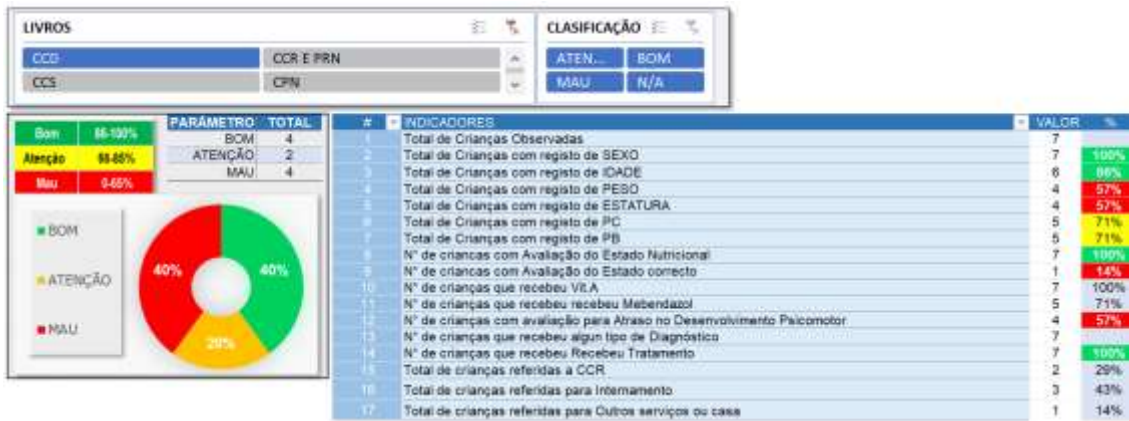 LIVROS
CCD
CCR E PRN
CCS
CPN
CLASIFICAÇÃO
ATEN...
BOM
MAU
N/A
Bom
Atenção
Mau 0-65%
PARÂMETRO TOTAL
BOM 4
ATENÇÃO 2
MAU 4
BOM
ATENÇÃO
MAU
40%
40%
20%
# INDICADORES VALOR %
1 Total de Crianças Observadas 7
2 Total de Crianças com registo de SEXO 7 100%
3 Total de Crianças com registo de IDADE 6 86%
4 Total de Crianças com registo de PESO 4 57%
5 Total de Crianças com registo de ESTATURA 4 57%
6 Total de Crianças com registo de PC 5 71%
7 Total de Crianças com registo de PB 5 71%
8 N° de criancas com Avaliação do Estado Nutricional 7 100%
9 N° de crianças com Avaliação do Estado correcto 1 14%
10 N° de crianças que recebeu Vit.A 7 100%
11 N° de crianças que recebeu recebeu Mebendazol 5 71%
12 N° de crianças com avaliação para Atraso no Desenvolvimento Psicomotor 4 57%
13 N° de crianças que recebeu algun tipo de Diagnóstico 7
14 N° de crianças que recebeu Recebeu Tratamento 7 100%
15 Total de crianças referidas a CCR 2 29%
16 Total de crianças referidas para Internamento 3 43%
17 Total de crianças referidas para Outros serviços ou casa 1 14%